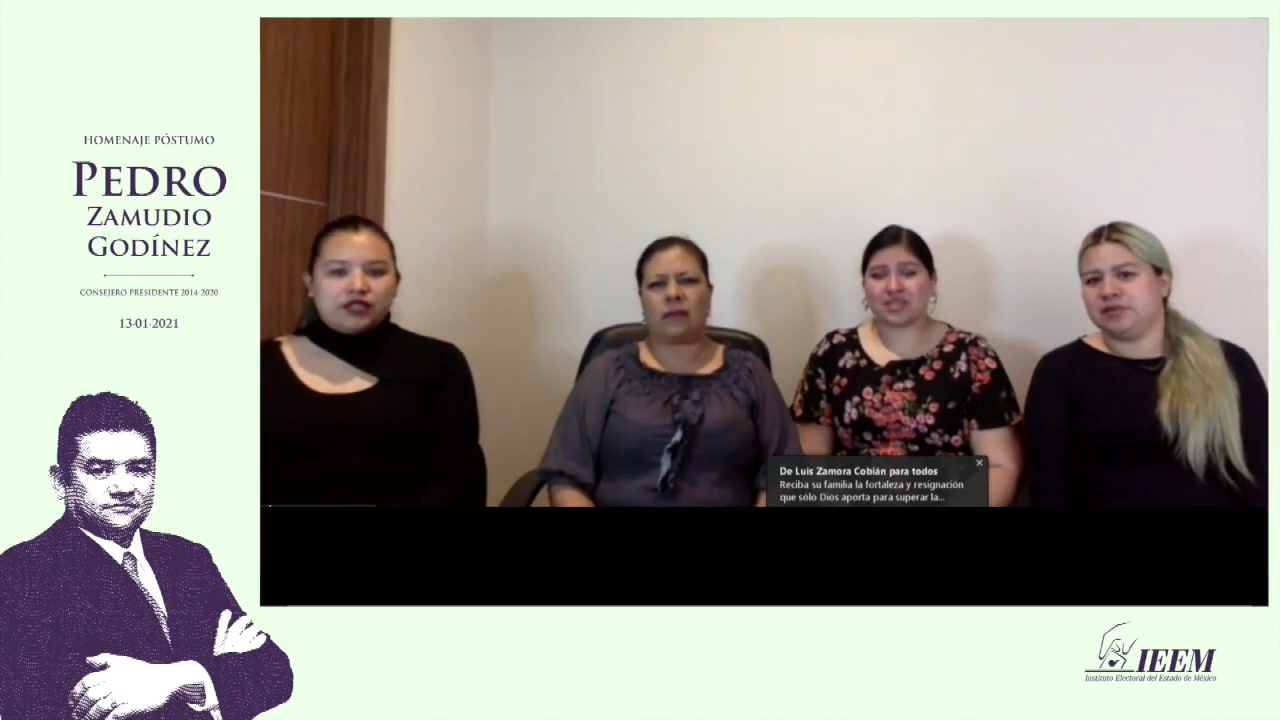 HOMENAJE PÓSTUMO
PEDRO
ZAMUDIO
GODÍNEZ
CONSEJERO PRESIDENTE 2014-2020
13-01-2021
De Luis Zamora Cobián para todos
Reciba su familia la fortaleza y resignación
que sólo Dios aporta para superar la...
IEEM
Instituto Electoral del Estado de México